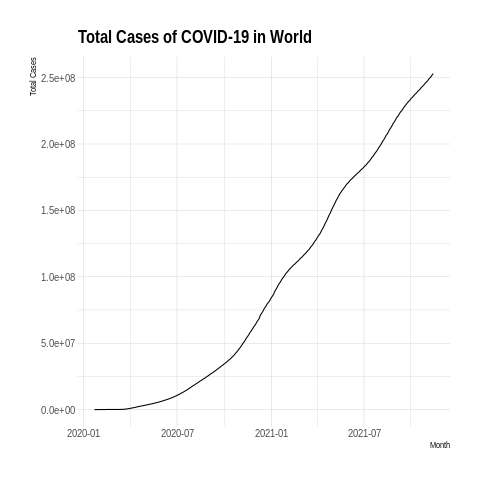 Total Cases of COVID-19 in World
Total Cases
2.5e+08
2.0e+08
1.5e+08
1.0e+08
5.0e+07
0.0e+00
2020-01 2020-07 2021-01 2021-07
Month